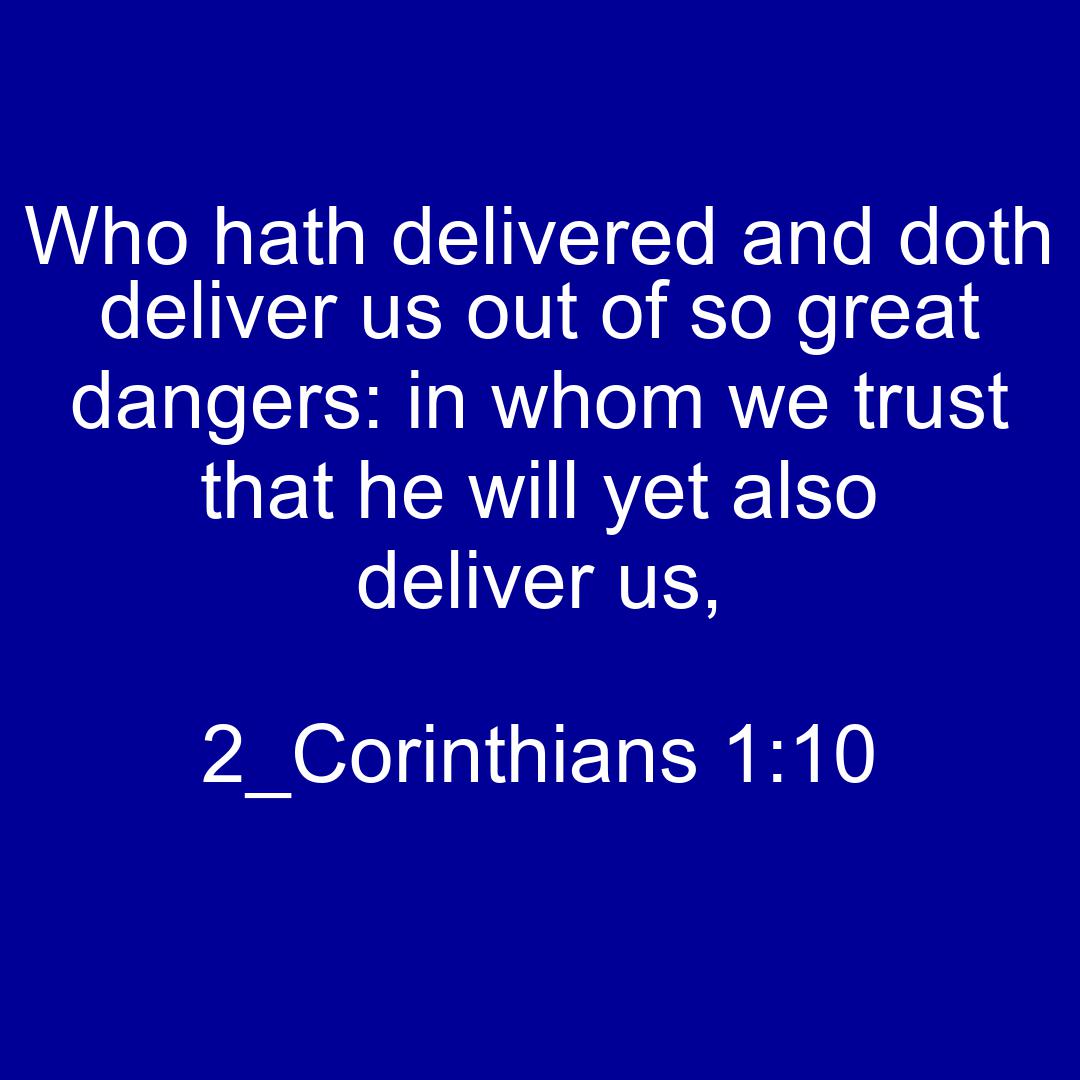 Who hath delivered and doth
deliver us out of so great
dangers: in whom we trust
that he will yet also
deliver us,
2_Corinthians 1:10